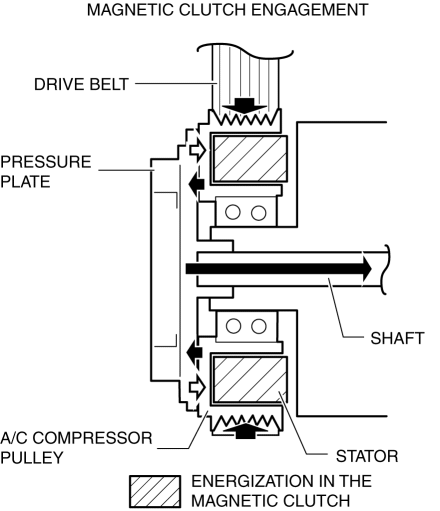 MAGNETIC CLUTCH ENGAGEMENT
DRIVE BELT
PRESSURE
PLATE
SHAFT
A/C COMPRESSOR
PULLEY
STATOR
ENERGIZATION IN THE
MAGNETIC CLUTCH